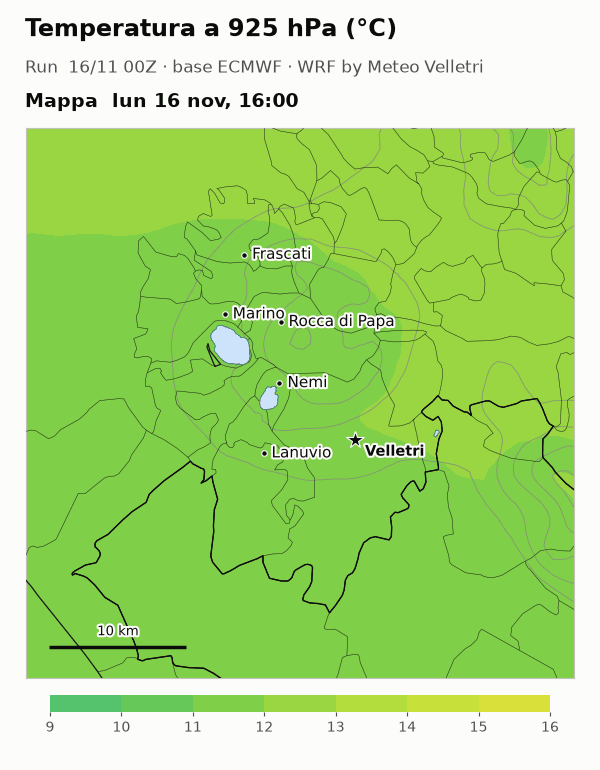 Temperatura a 925 hPa (°C)
Run  16/11 00Z · base ECMWF · WRF by Meteo Velletri
Mappa  lun 16 nov, 16:00
Frascati
Marino
Rocca di Papa
Nemi
Velletri
Lanuvio
10 km
9 10 11 12 13 14 15 16